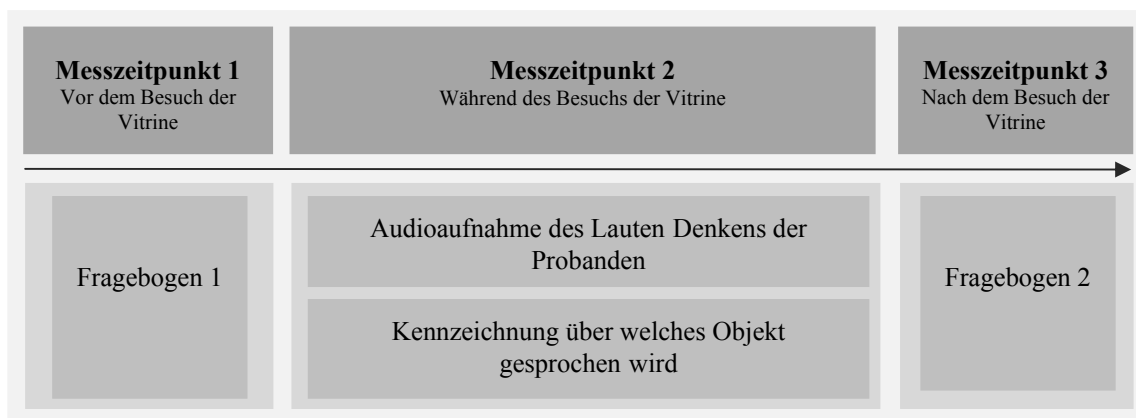 Messzeitpunkt 1
Vor dem Besuch der
Vitrine
Messzeitpunkt 2
Während des Besuchs der Vitrine
Messzeitpunkt 3
Nach dem Besuch der
Vitrine
Fragebogen 1
Audioaufnahme des Lauten Denkens der
Probanden
Kennzeichnung über welches Objekt
gesprochen wird
Fragebogen 2